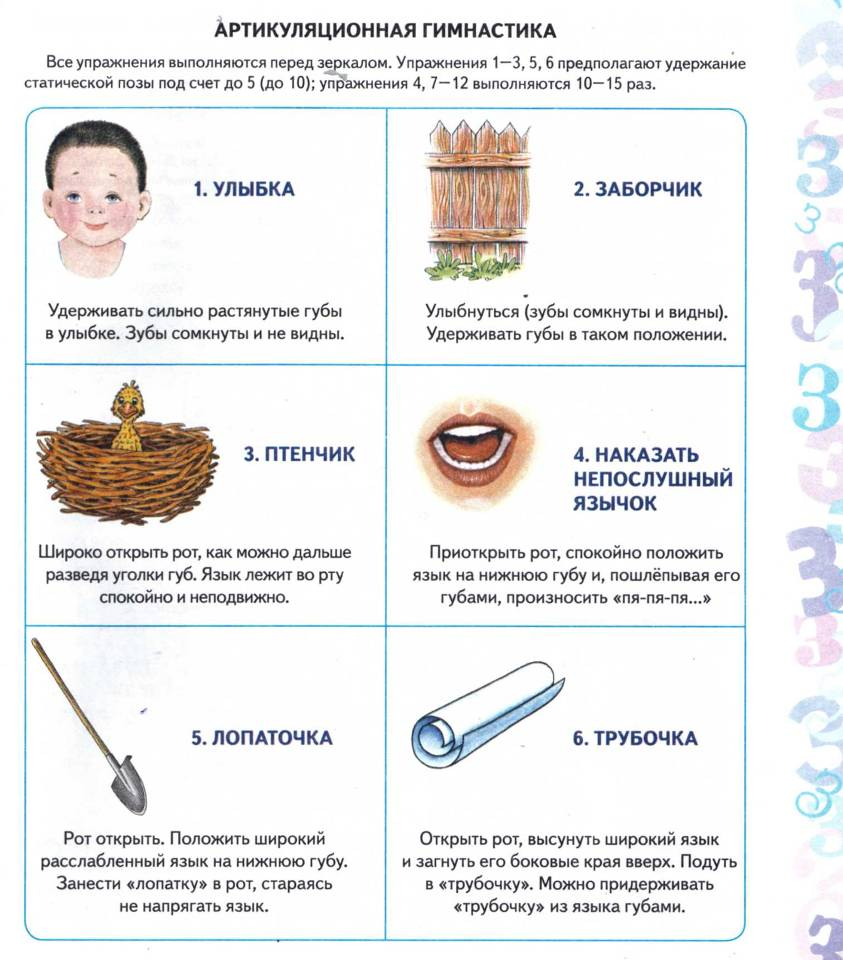 АРТИКУЛЯЦИОННАЯ ГИМНАСТИКА
Все упражнения выполняются перед зеркалом. Упражнения 1—3, 5, 6 предполагают удержание
статической позы под счет до 5 (до 10); упражнения 4, 7—12 выполняются 10—15 раз.
1. УЛЫБКА
Удерживать сильно растянутые губы
в улыбке. Зубы сомкнуты и не видны.
2. ЗАБОРЧИК
Улыбнуться (зубы сомкнуты и видны).
Удерживать губы в таком положении.
3. ПТЕНЧИК
Широко открыть рот, как можно дальше
разведя уголки губ. Язык лежит во рту
спокойно и неподвижно.
4. НАКАЗАТЬ
НЕПОСЛУШНЫЙ
ЯЗЫЧОК
Приоткрыть рот, спокойно положить
язык на нижнюю губу и, пошлёпывая его
губами, произносить «пя-пя-пя...»
5. ЛОПАТОЧКА
Рот открыть. Положить широкий
расслабленный язык на нижнюю губу.
Занести «лопатку» в рот, стараясь
не напрягать язык.
6. ТРУБОЧКА
Открыть рот, высунуть широкий язык
и загнуть его боковые края вверх. Подуть
в «трубочку». Можно придерживать
«трубочку» из языка губами.
З
З
З
З
З
З
З
З
З
З